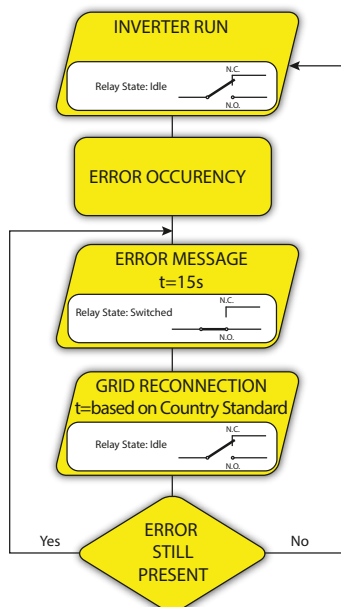 INVERTER RUN
N.C.
Relay State: Idle
N.O.
ERROR OCCURENCY
ERROR MESSAGE
t=15s
N.C.
Relay State: Switched
N.O.
GRID RECONNECTION
t=based on Country Standard
N.C.
Relay State: Idle
N.O.
Yes
ERROR
STILL
PRESENT
No